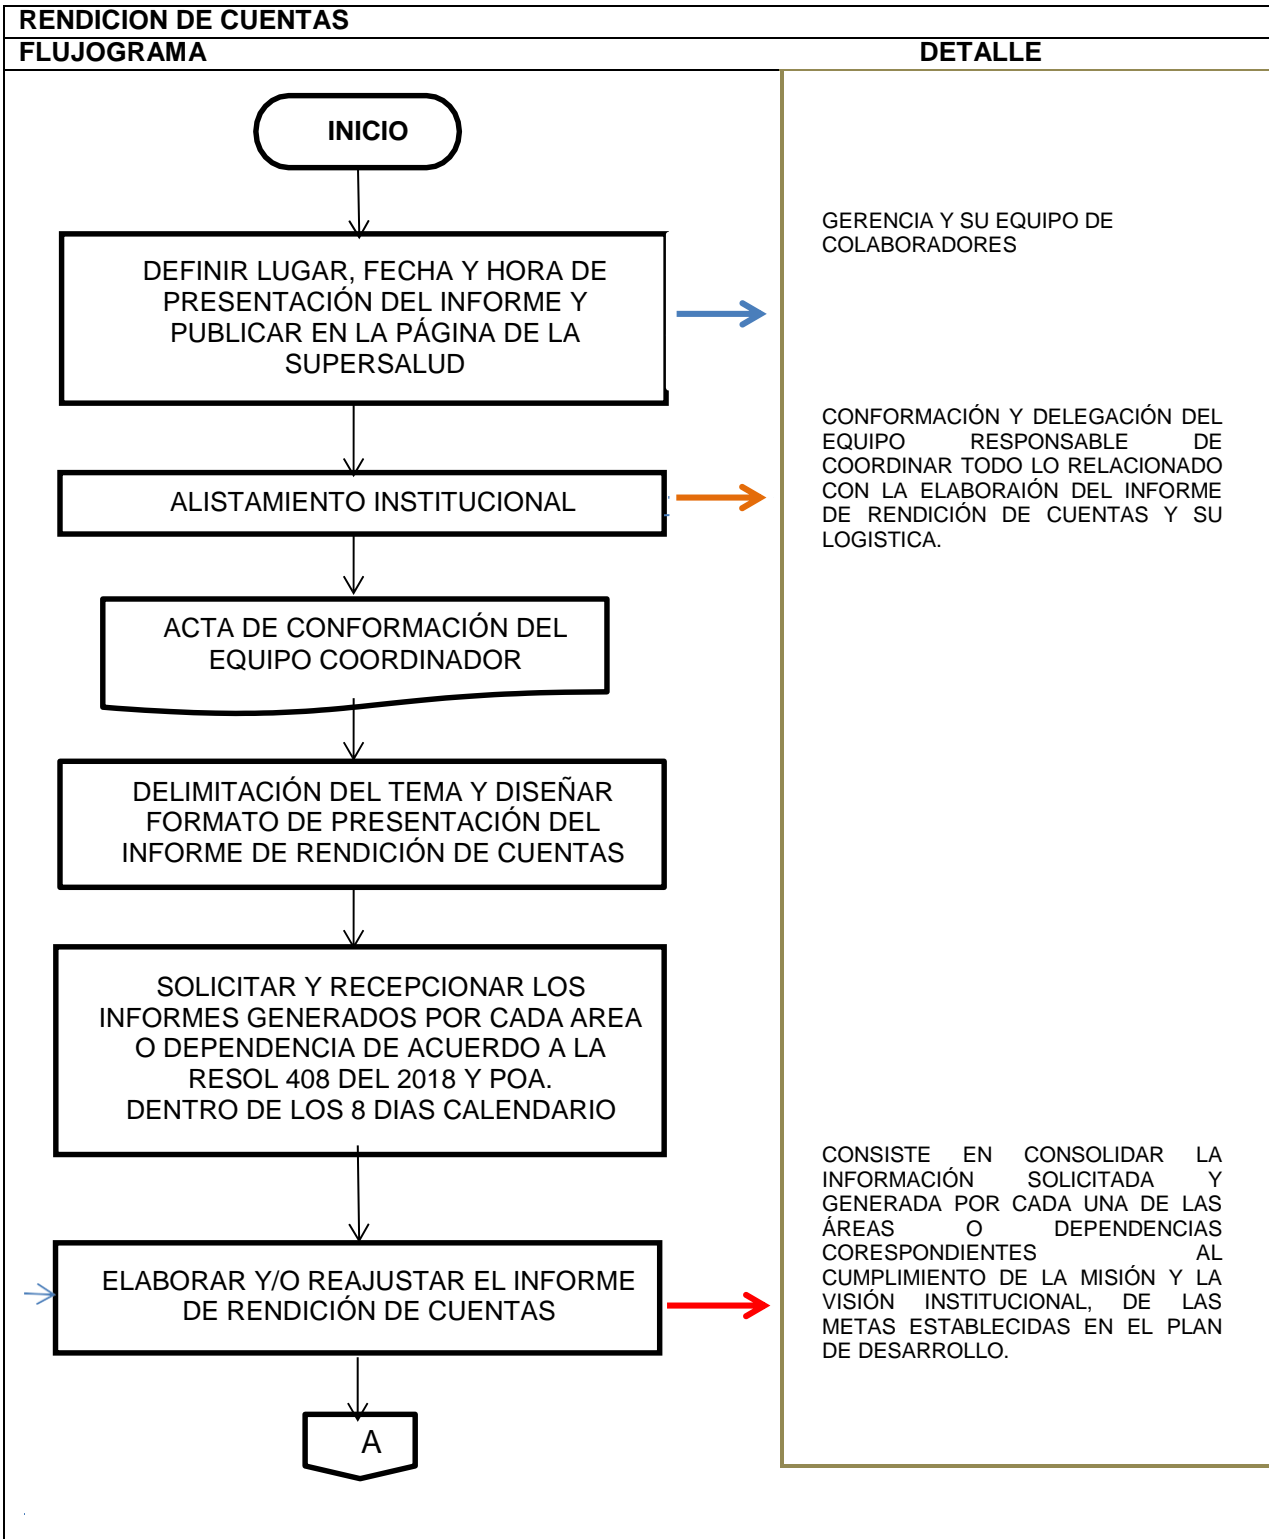 RENDICION DE CUENTAS
FLUJOGRAMA
DETALLE
INICIO
DEFINIR LUGAR, FECHA Y HORA DE
PRESENTACIÓN DEL INFORME Y
PUBLICAR EN LA PÁGINA DE LA
SUPERSALUD
GERENCIA Y SU EQUIPO DE
COLABORADORES
ALISTAMIENTO INSTITUCIONAL
CONFORMACIÓN Y DELEGACIÓN DEL
EQUIPO RESPONSABLE DE
COORDINAR TODO LO RELACIONADO
CON LA ELABORAIÓN DEL INFORME
DE RENDICIÓN DE CUENTAS Y SU
LOGISTICA.
ACTA DE CONFORMACIÓN DEL
EQUIPO COORDINADOR
DELIMITACIÓN DEL TEMA Y DISEÑAR
FORMATO DE PRESENTACIÓN DEL
INFORME DE RENDICIÓN DE CUENTAS
SOLICITAR Y RECEPCIONAR LOS
INFORMES GENERADOS POR CADA AREA
O DEPENDENCIA DE ACUERDO A LA
RESOL 408 DEL 2018 Y POA.
DENTRO DE LOS 8 DIAS CALENDARIO
ELABORAR Y/O REAJUSTAR EL INFORME
DE RENDICIÓN DE CUENTAS
CONSISTE EN CONSOLIDAR LA
INFORMACIÓN SOLICITADA Y
GENERADA POR CADA UNA DE LAS
ÁREAS O DEPENDENCIAS
CORESPONDIENTES AL
CUMPLIMIENTO DE LA MISIÓN Y LA
VISIÓN INSTITUCIONAL, DE LAS
METAS ESTABLECIDAS EN EL PLAN
DE DESARROLLO.
A